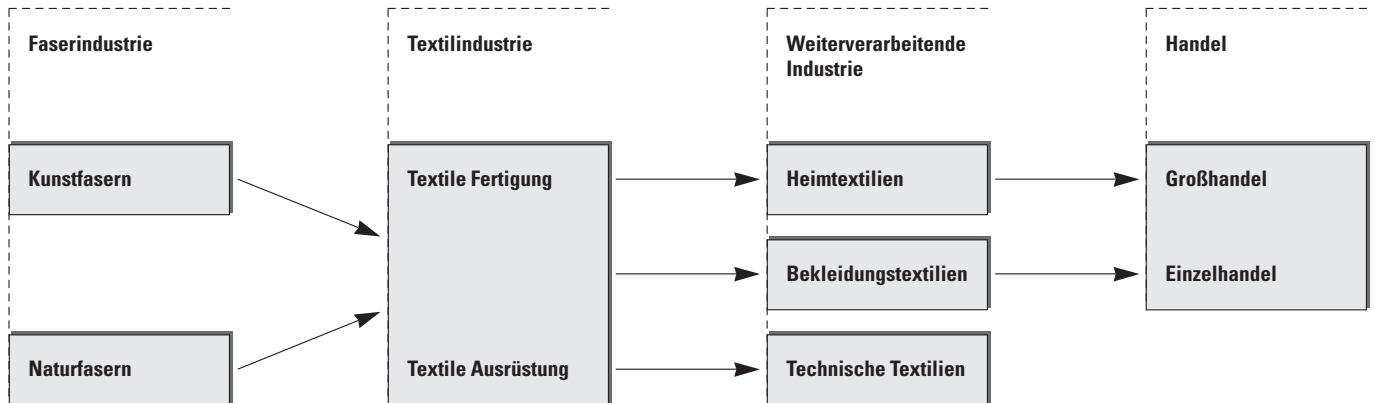 Faserindustrie
Textilindustrie
Weiterverarbeitende
Industrie
Handel
Kunstfasern
Textile Fertigung
Heimtextilien
Großhandel
Bekleidungstextilien
Einzelhandel
Naturfasern
Textile Ausrüstung
Technische Textilien